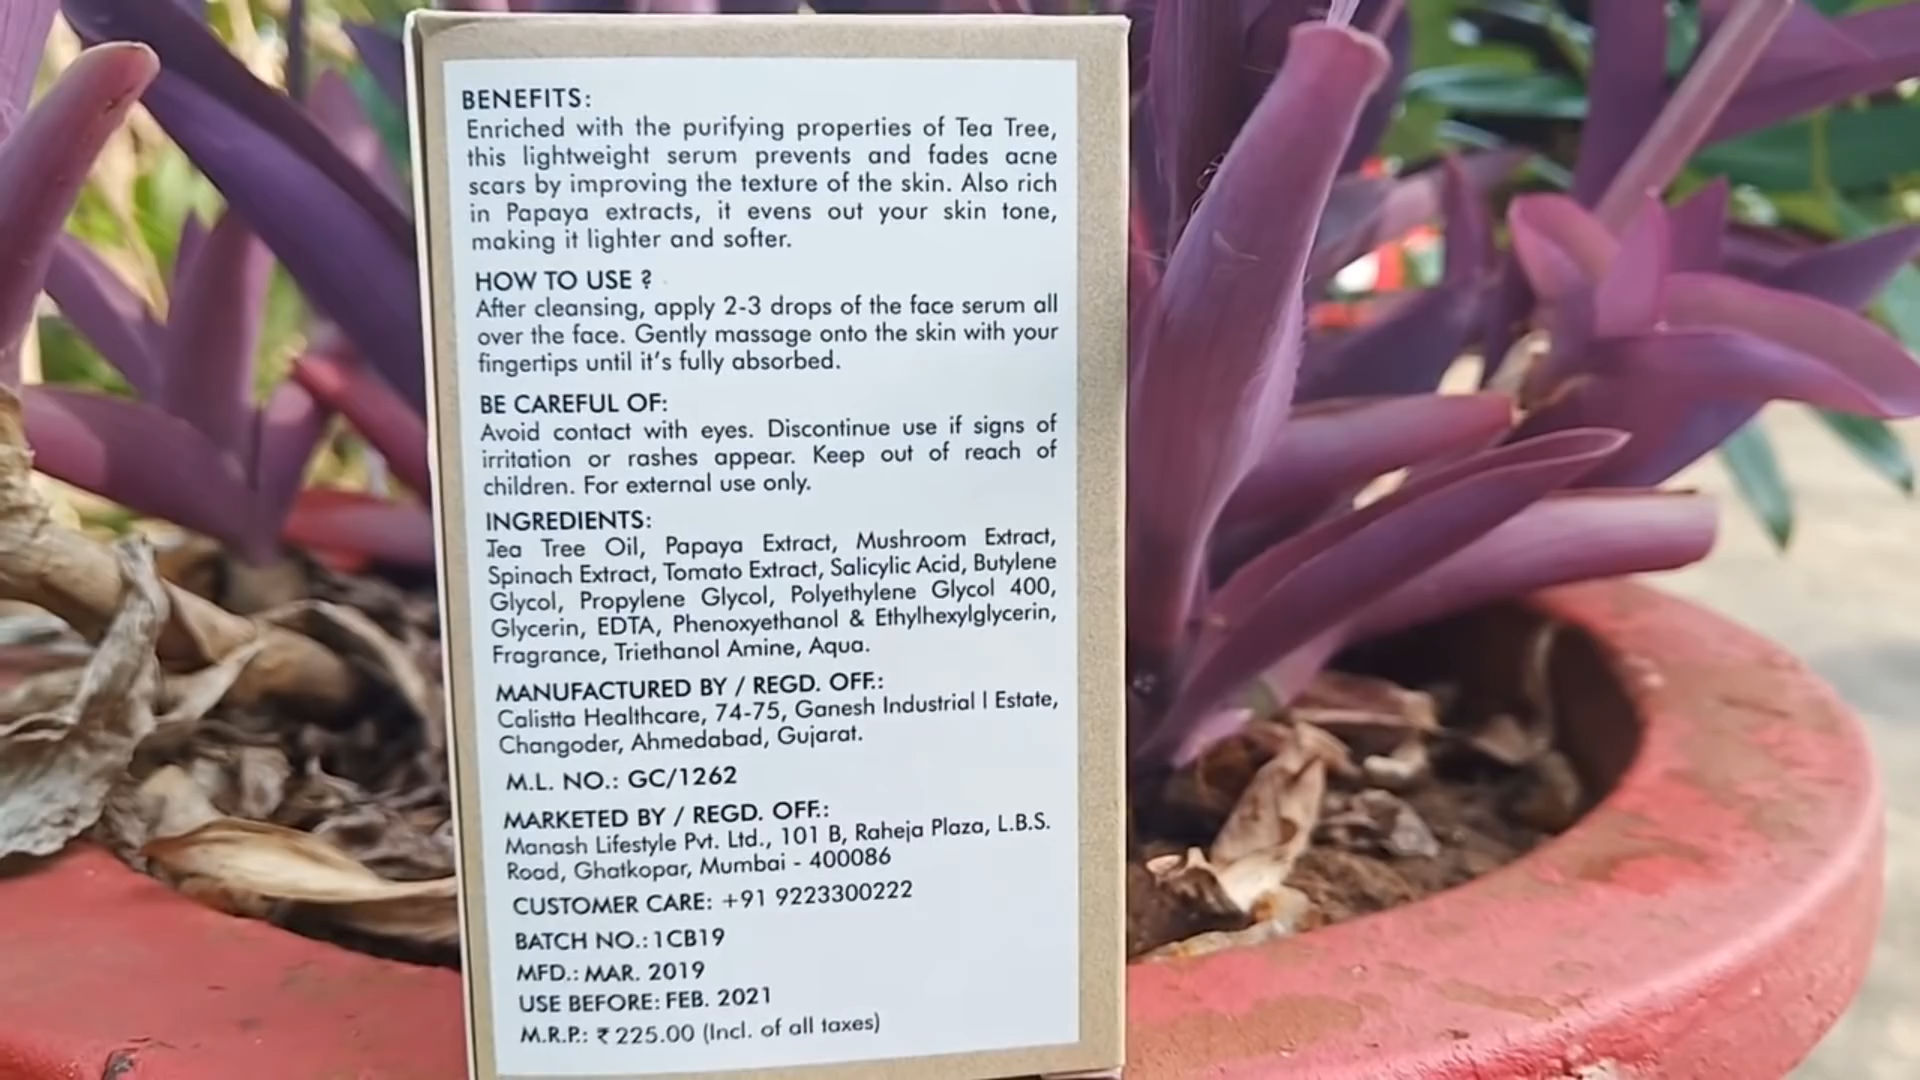 BENEFITS:
Enriched with the purifying properties of Tea Tree,
this lightweight serum prevents and fades acne
scars by improving the texture of the skin. Also rich
in Papaya extracts, it evens out your skin tone,
making it lighter and softer.
HOW TO USE ?
After cleansing, apply 2-3 drops of the face serum all
over the face. Gently massage onto the skin with your
fingertips until it's fully absorbed.
BE CAREFUL OF:
Avoid contact with eyes. Discontinue use if signs of
irritation or rashes appear. Keep out of reach of
children. For external use only.
INGREDIENTS:
Tea Tree Oil, Papaya Extract, Mushroom Extract,
Spinach Extract, Tomato Extract, Salicylic Acid, Butylene
Glycol, Propylene Glycol, Polyethylene Glycol 400,
Glycerin, EDTA, Phenoxyethanol & Ethylhexylglycerin,
Fragrance, Triethanol Amine, Aqua.
MANUFACTURED BY / REGD. OFF.:
Calistta Healthcare, 74-75, Ganesh Industrial l Estate,
Changoder, Ahmedabad, Gujarat.
M.L. NO.: GC/1262
MARKETED BY / REGD. OFF.:
Manash Lifestyle Pvt. Ltd., 101 B, Raheja Plaza, L.B.S.
Road, Ghatkopar, Mumbai - 400086
CUSTOMER CARE: +91 9223300222
BATCH NO.: 1CB19
MFD.: MAR. 2019
USE BEFORE: FEB. 2021
M.R.P.: ₹ 225.00 (Incl. of all taxes)